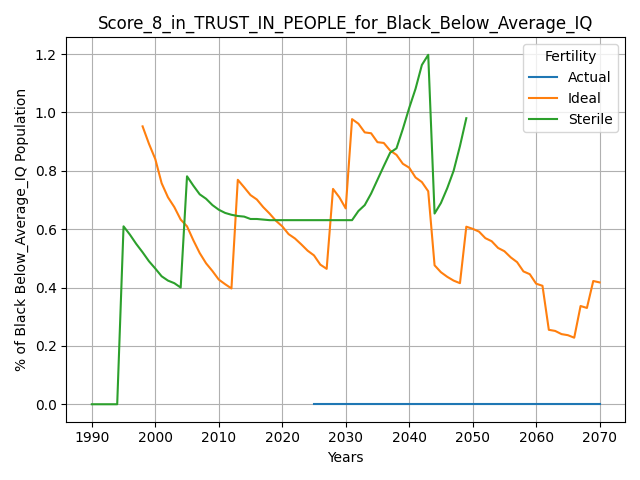 Score_8_in_TRUST_IN_PEOPLE_for_Black_Below_Average_IQ
% of Black Below_Average_IQ Population
1.2
1.0
0.8
0.6
0.4
0.2
0.0
Fertility
Actual
Ideal
Sterile
1990 2000 2010 2020 2030 2040 2050 2060 2070
Years